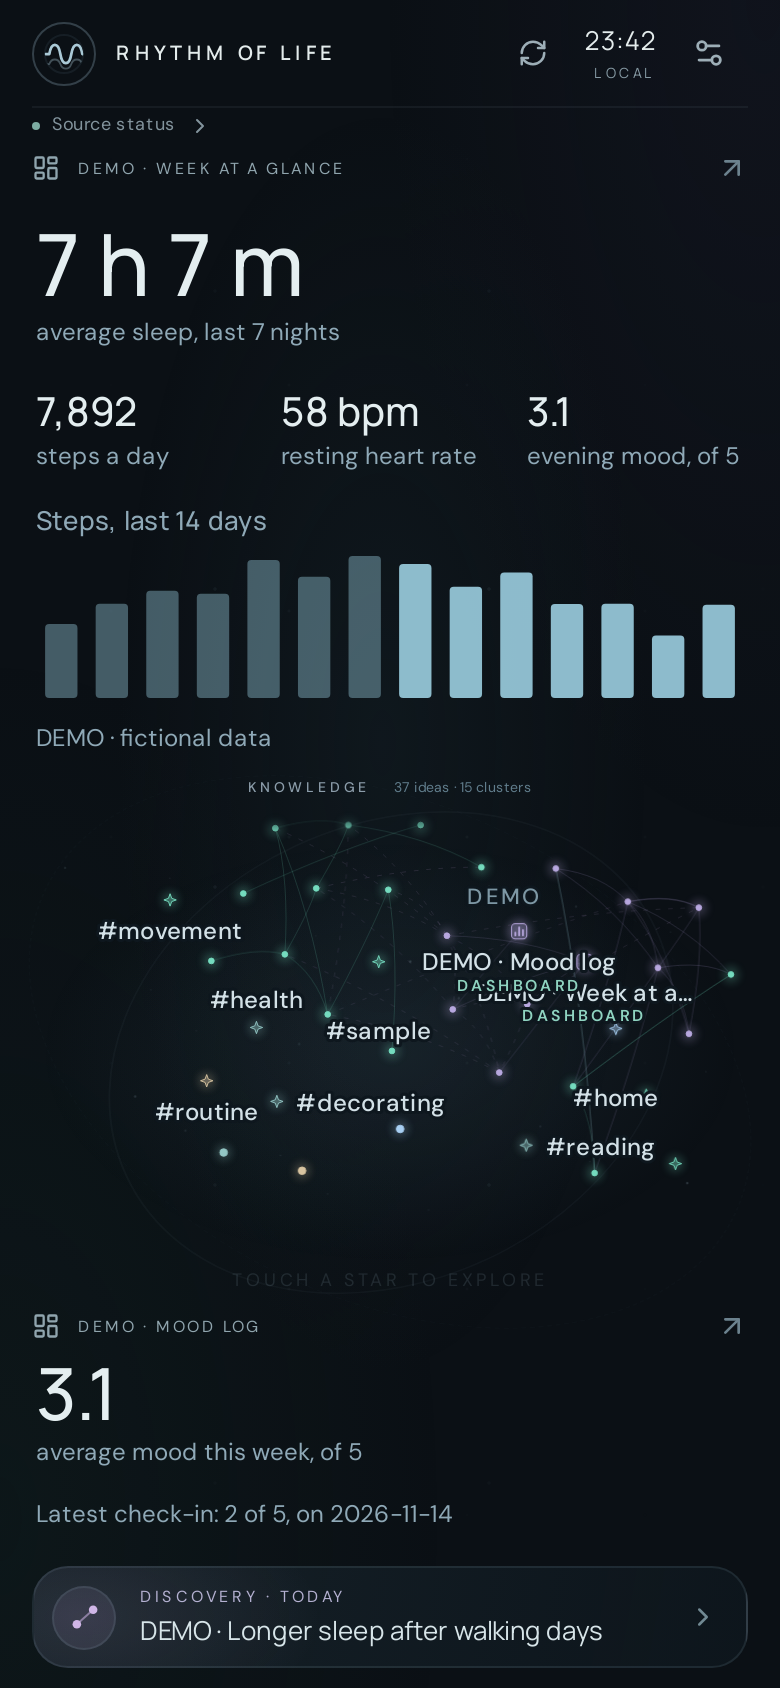 RHYTHM OF LIFE
23:42
LOCAL
Source status
DEMO · WEEK AT A GLANCE
7 h 7 m
average sleep, last 7 nights
7,892
58 bpm
3.1
steps a day
resting heart rate
evening mood, of 5
Steps, last 14 days
DEMO · fictional data
KNOWLEDGE
37 ideas · 15 clusters
DEMO
#movement
DEMO · Mood log
DASHBOARD
DEMO · Week at a...
#health
DASHBOARD
#sample
#home
#decorating
#routine
#reading
TOUCH A STAR TO EXPLORE
DEMO · MOOD LOG
3.1
average mood this week, of 5
Latest check-in: 2 of 5, on 2026-11-14
DISCOVERY · TODAY
DEMO · Longer sleep after walking days